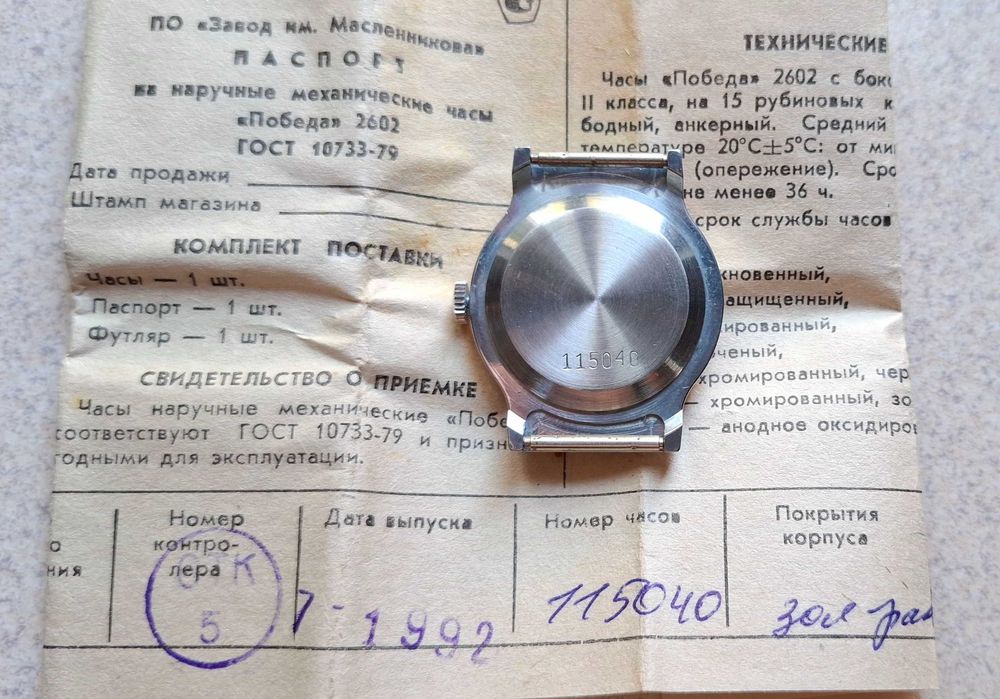 ПО «Завод им. Масленникова»
ПАСПОРТ
на наручные механические часы
«Победа» 2602
ГОСТ 10733-79
Дата продажи
Штамп магазина
КОМПЛЕКТ ПОСТАВКИ
Часы — 1 шт.
Паспорт — 1 шт.
Футляр — 1 шт.
СВИДЕТЕЛЬСТВО О ПРИЕМКЕ
Часы наручные механические «Побе
соответствуют ГОСТ 10733-79 и призн
годными для эксплуатации.
ТЕХНИЧЕСКИЕ
Часы «Победа» 2602 с бок
II класса, на 15 рубиновых к
бодный, анкерный. Средний
температуре 20°С±5°С: от ми
(опережение). Сро
не менее 36 ч.
срок службы часов
кновенный,
ащищенный,
мированный,
ченый,
хромированный, чер
хромированный, зо
— анодное оксидиро
115040
Номер контро-
лера
Дата выпуска
Номер часов
Покрытия
корпуса
ОТК
5
7-1992
115040
зол